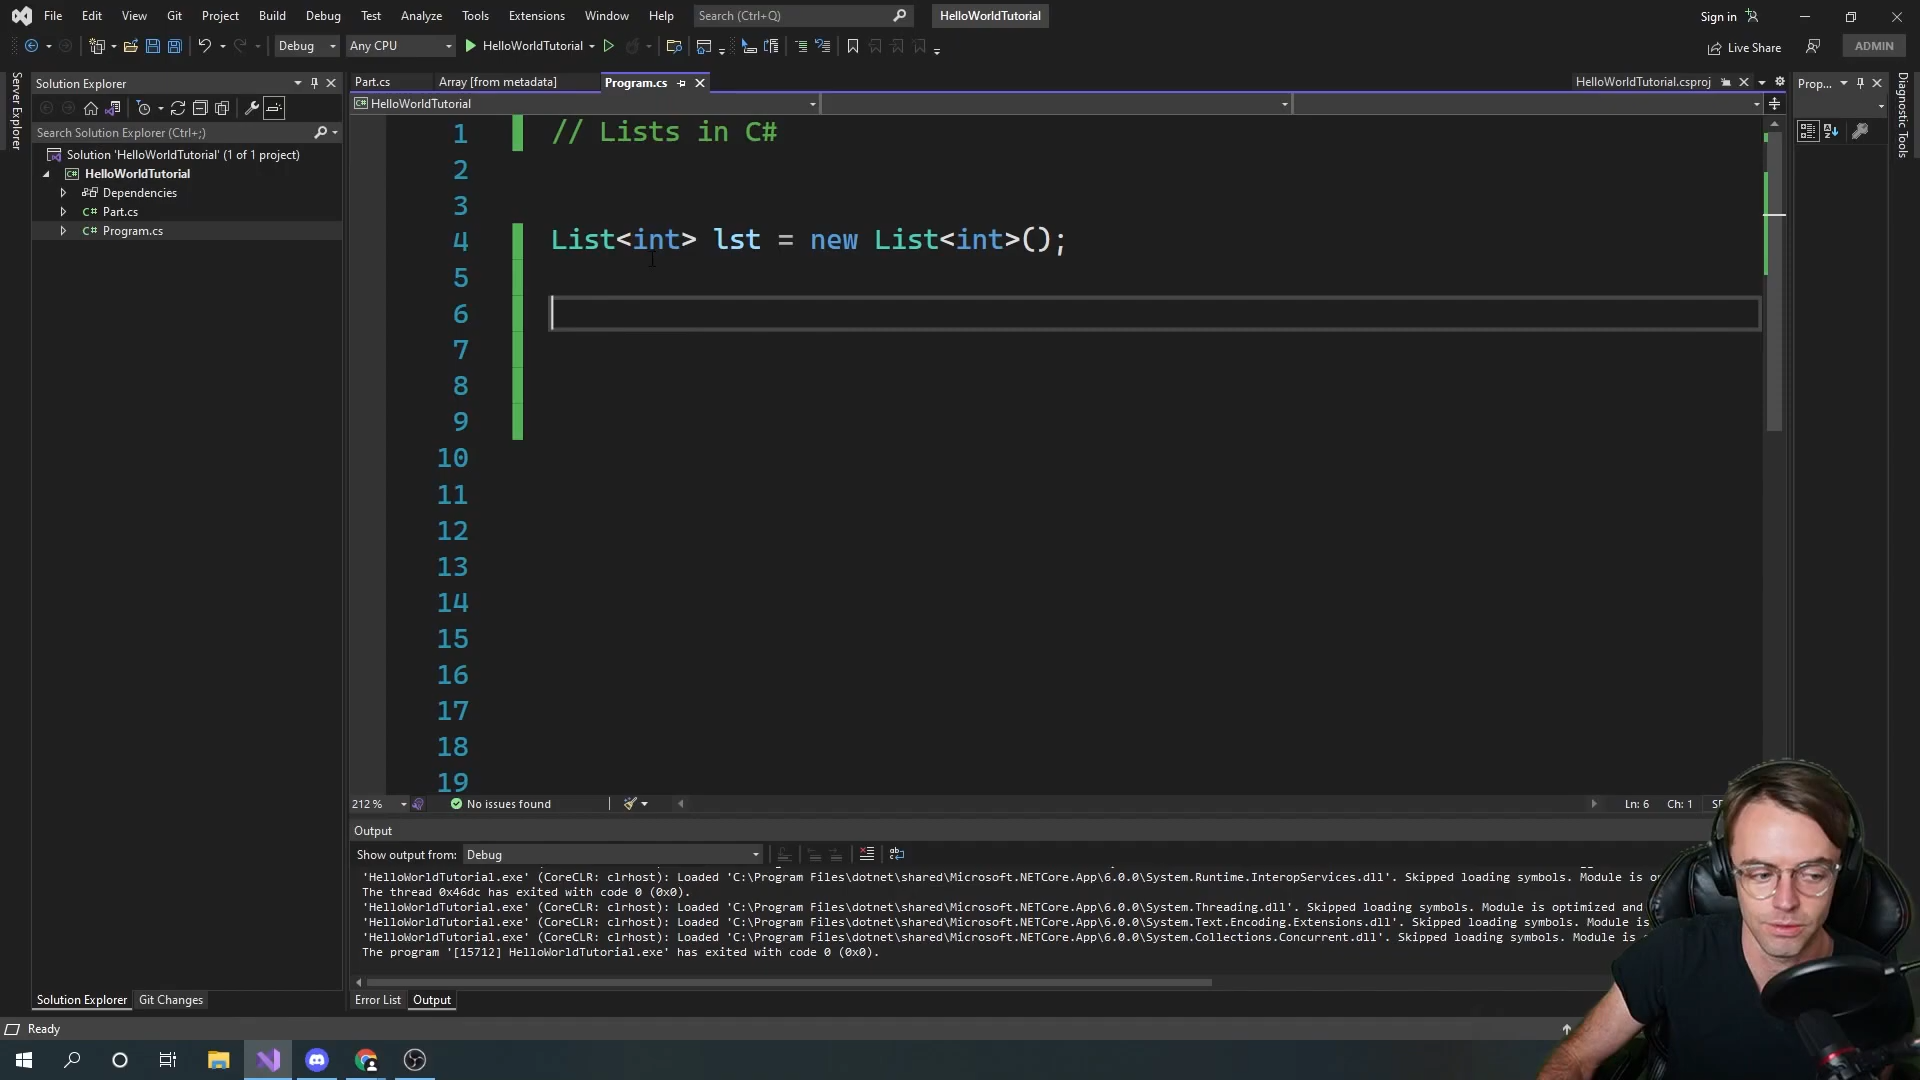 File Edit View Git Project Build Debug Test Analyze Tools Extensions Window Help Search (Ctrl+Q) HelloWorldTutorial Sign in
Debug Any CPU HelloWorldTutorial Live Share ADMIN
Server Explorer
Solution Explorer
Part.cs Array [from metadata] Program.cs HelloWorldTutorial.csproj Prop...
Diagnostic Tools
HelloWorldTutorial
Search Solution Explorer (Ctrl+;)
Solution 'HelloWorldTutorial' (1 of 1 project)
HelloWorldTutorial
Dependencies
C# Part.cs
C# Program.cs
1 // Lists in C#
2
3
4 List<int> lst = new List<int>();
5
6
7
8
9
10
11
12
13
14
15
16
17
18
19
212 % No issues found Ln: 6 Ch: 1
Output
Show output from: Debug
'HelloWorldTutorial.exe' (CoreCLR: clrhost): Loaded 'C:\Program Files\dotnet\shared\Microsoft.NETCore.App\6.0.0\System.Runtime.InteropServices.dll'. Skipped loading symbols. Module is
The thread 0x46dc has exited with code 0 (0x0).
'HelloWorldTutorial.exe' (CoreCLR: clrhost): Loaded 'C:\Program Files\dotnet\shared\Microsoft.NETCore.App\6.0.0\System.Threading.dll'. Skipped loading symbols. Module is optimized and
'HelloWorldTutorial.exe' (CoreCLR: clrhost): Loaded 'C:\Program Files\dotnet\shared\Microsoft.NETCore.App\6.0.0\System.Text.Encoding.Extensions.dll'. Skipped loading symbols. Module is
'HelloWorldTutorial.exe' (CoreCLR: clrhost): Loaded 'C:\Program Files\dotnet\shared\Microsoft.NETCore.App\6.0.0\System.Collections.Concurrent.dll'. Skipped loading symbols. Module is
The program '[15712] HelloWorldTutorial.exe' has exited with code 0 (0x0).
Solution Explorer Git Changes Error List Output
Ready